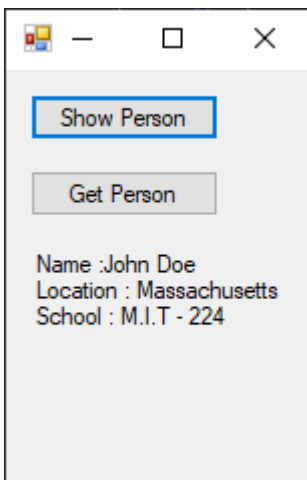 Show Person
Get Person
Name :John Doe
Location : Massachusetts
School : M.I.T - 224